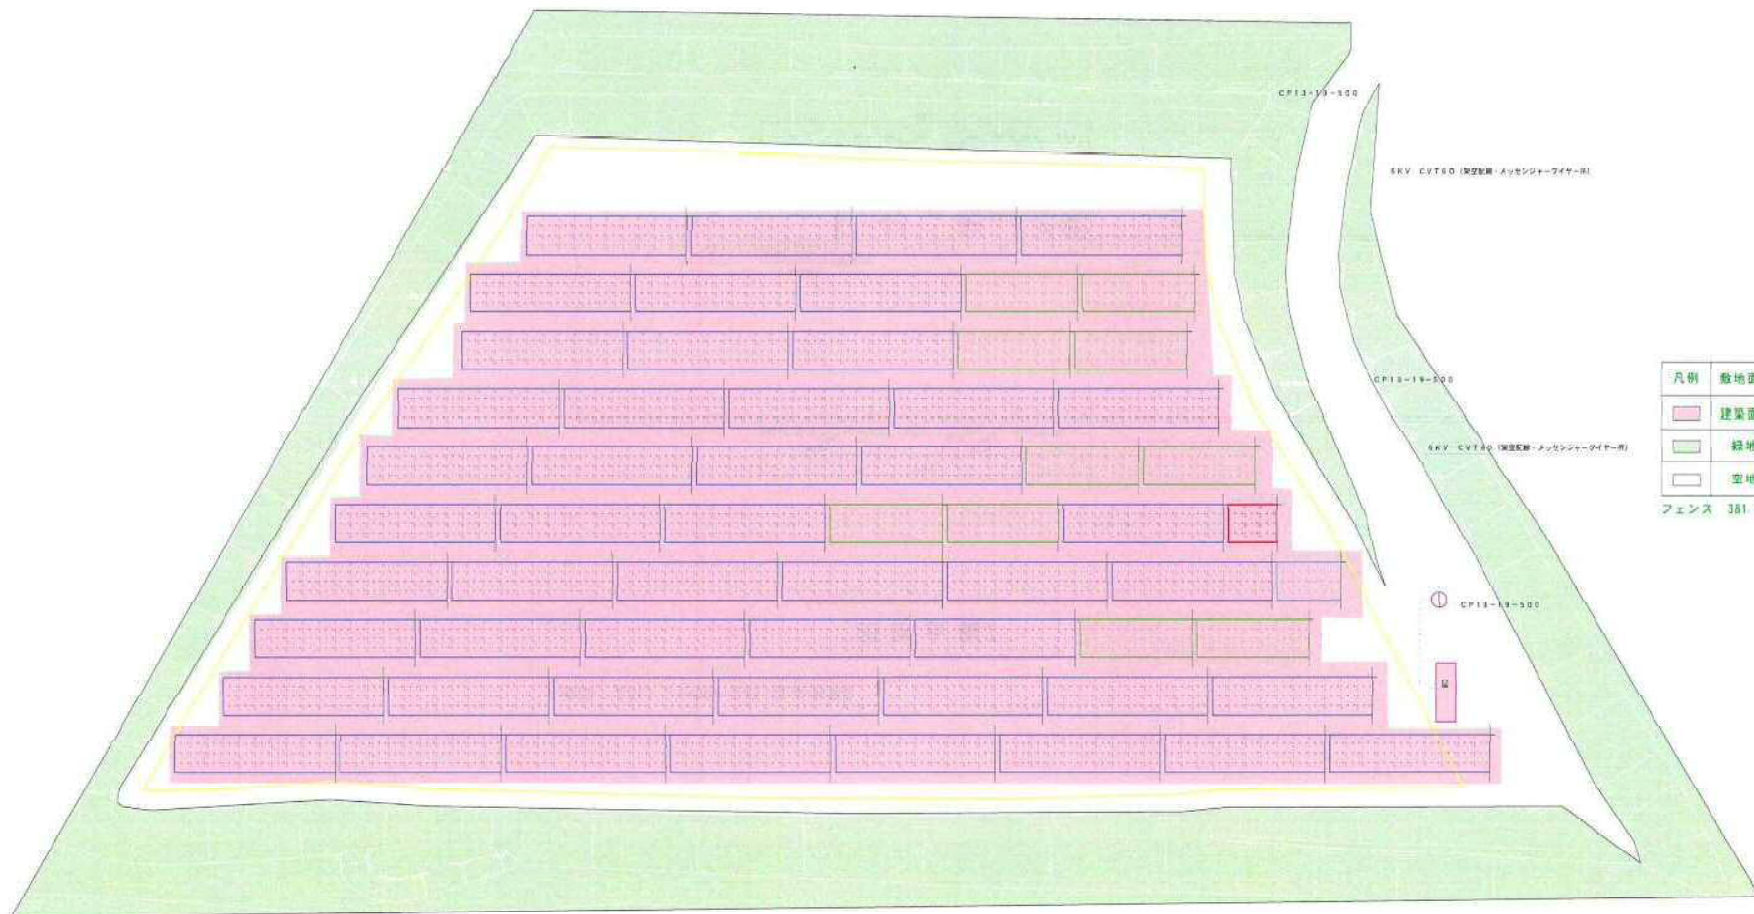 CP13-19-500
6KV CVT60 (架空配線・メッセンジャーワイヤー吊)
CP13-19-500
6KV CVT60 (架空配線・メッセンジャーワイヤー吊)
凡例 敷地面
建築面
緑地
空地
フェンス 381.
CP13-19-500